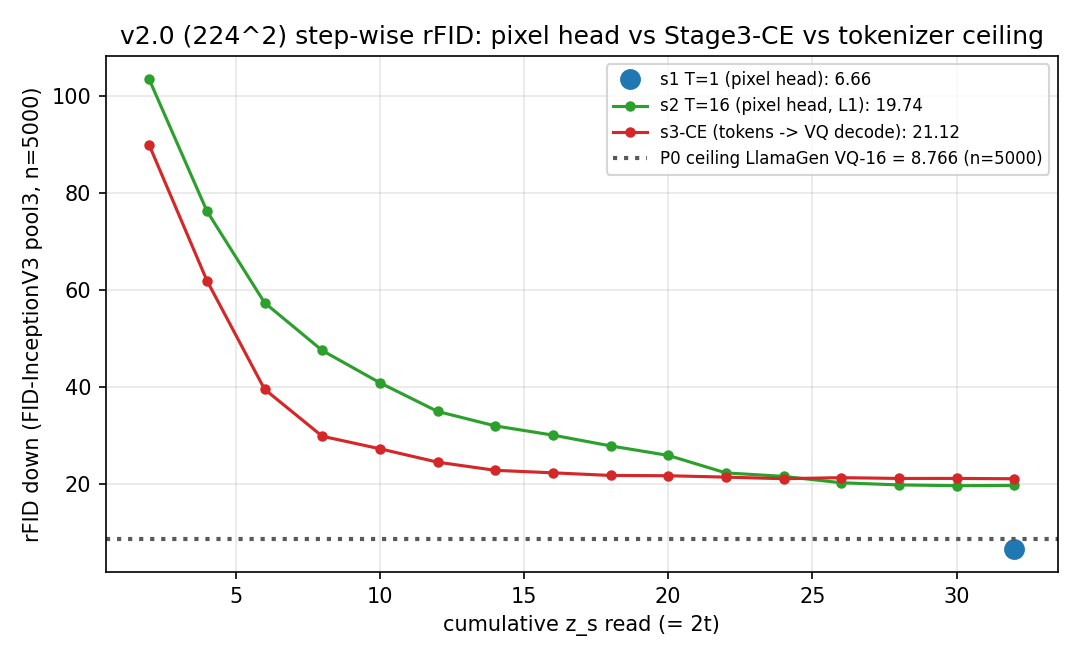 v2.0 (224^2) step-wise rFID: pixel head vs Stage3-CE vs tokenizer ceiling
s1 T=1 (pixel head): 6.66
s2 T=16 (pixel head, L1): 19.74
s3-CE (tokens -> VQ decode): 21.12
P0 ceiling LlamaGen VQ-16 = 8.766 (n=5000)
rFID down (FID-InceptionV3 pool3, n=5000)
100
80
60
40
20
5 10 15 20 25 30
cumulative z_s read (= 2t)